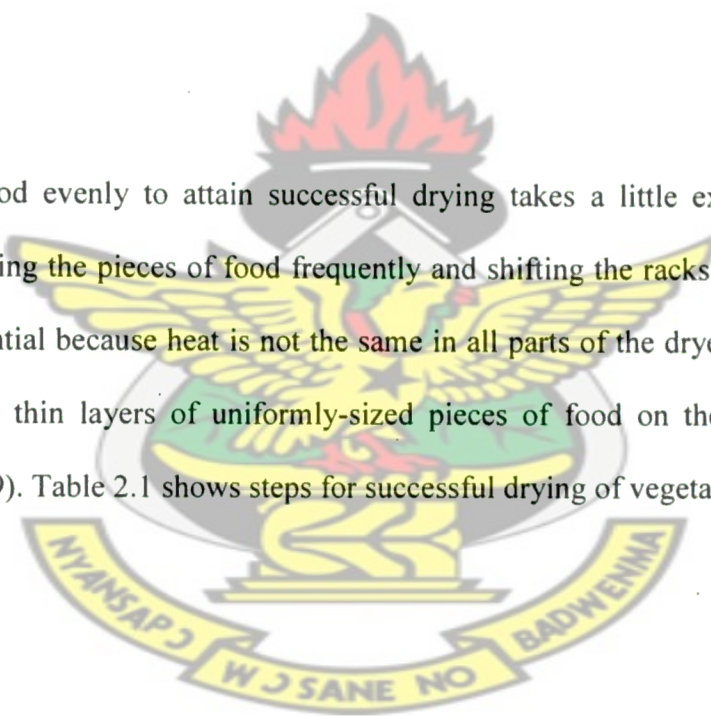 od evenly to attain successful drying takes a little ex
ing the pieces of food frequently and shifting the racks
tial because heat is not the same in all parts of the drye
thin layers of uniformly-sized pieces of food on the
9). Table 2.1 shows steps for successful drying of vegeta
NYANSAPƆ WƆSANE NO BADWENMA